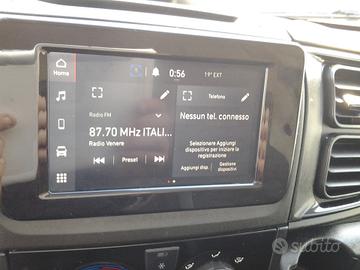 Home
0:56
19° EXT
Telefono
Radio FM
87.70 MHz ITALI...
Radio Venere
Preset
Nessun tel. connesso
Selezionare Aggiungi
dispositivo per iniziare la
registrazione
Aggiungi disp.
Gestione
dispositivi
subito